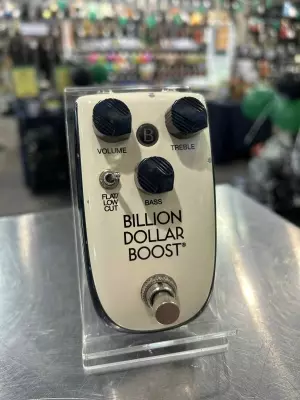 B
VOLUME
TREBLE
BASS
FLAT/
LOW
CUT
BILLION
DOLLAR
BOOST®